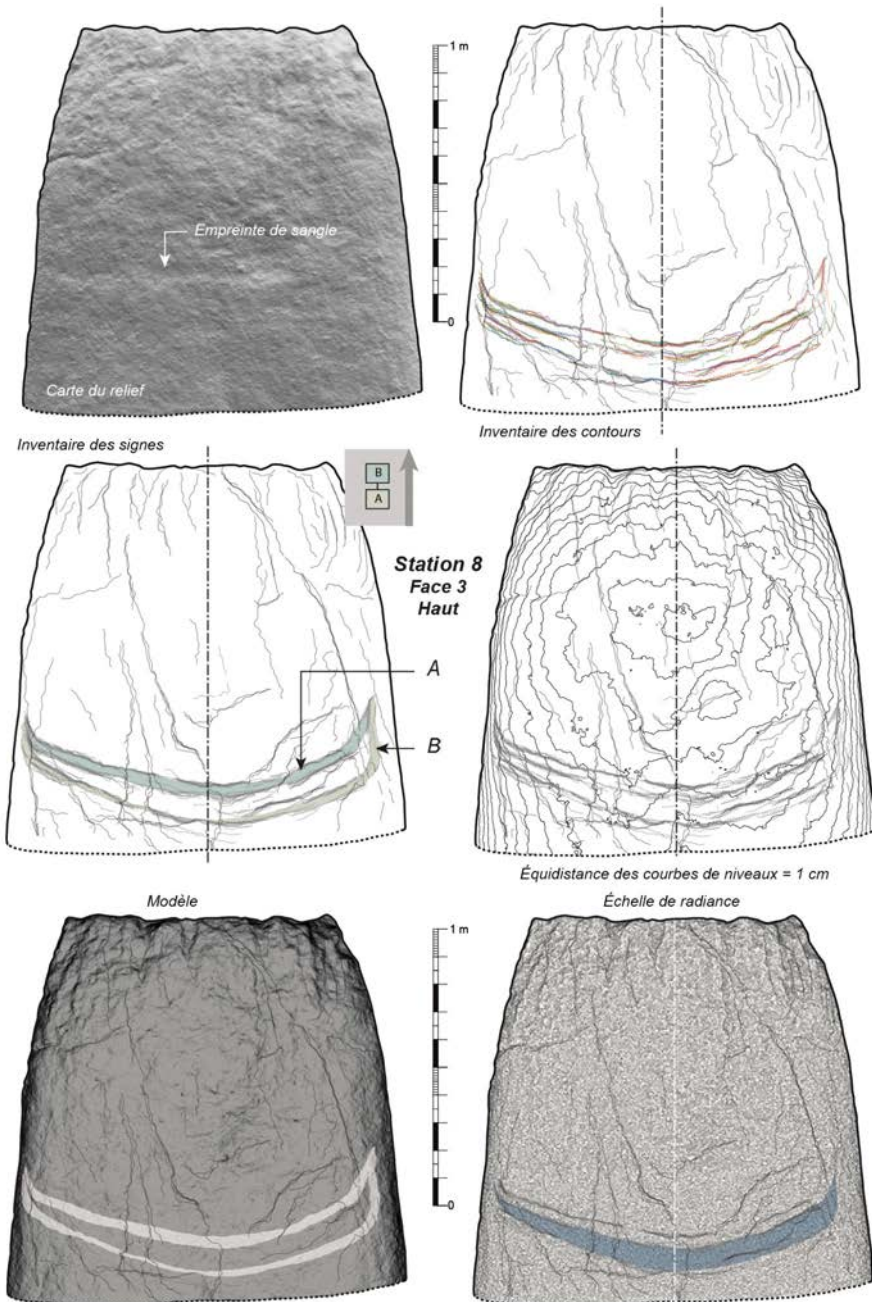 1 m
Empreinte de sangle
0
Carte du relief
Inventaire des signes
Inventaire des contours
B
A
Station 8
Face 3
Haut
A
B
Équidistance des courbes de niveaux = 1 cm
Modèle
Échelle de radiance
1 m
0